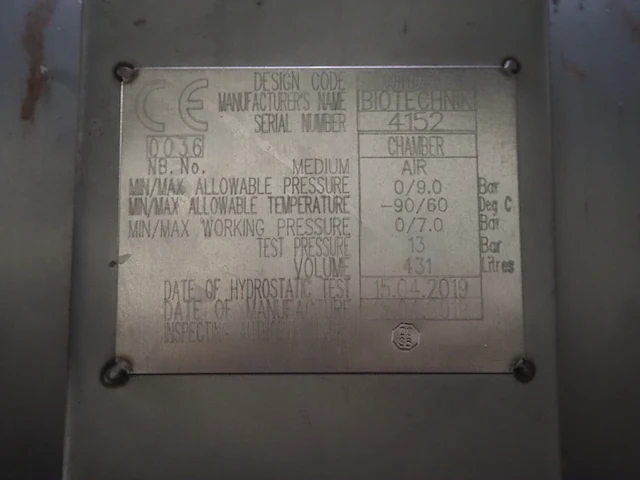 DESIGN CODE
CE MANUFACTURER'S NAME BIOTECHNIK
SERIAL NUMBER 4152
0036 CHAMBER
NB. No. MEDIUM AIR
MIN/MAX ALLOWABLE PRESSURE 0/9.0 Bar
MIN/MAX ALLOWABLE TEMPERATURE -90/60 Deg C
MIN/MAX WORKING PRESSURE 0/7.0 Bar
TEST PRESSURE 13 Bar
VOLUME 431 Litres
DATE OF HYDROSTATIC TEST 15.04.2019
DATE OF MANUFACTURE
INSPECTING